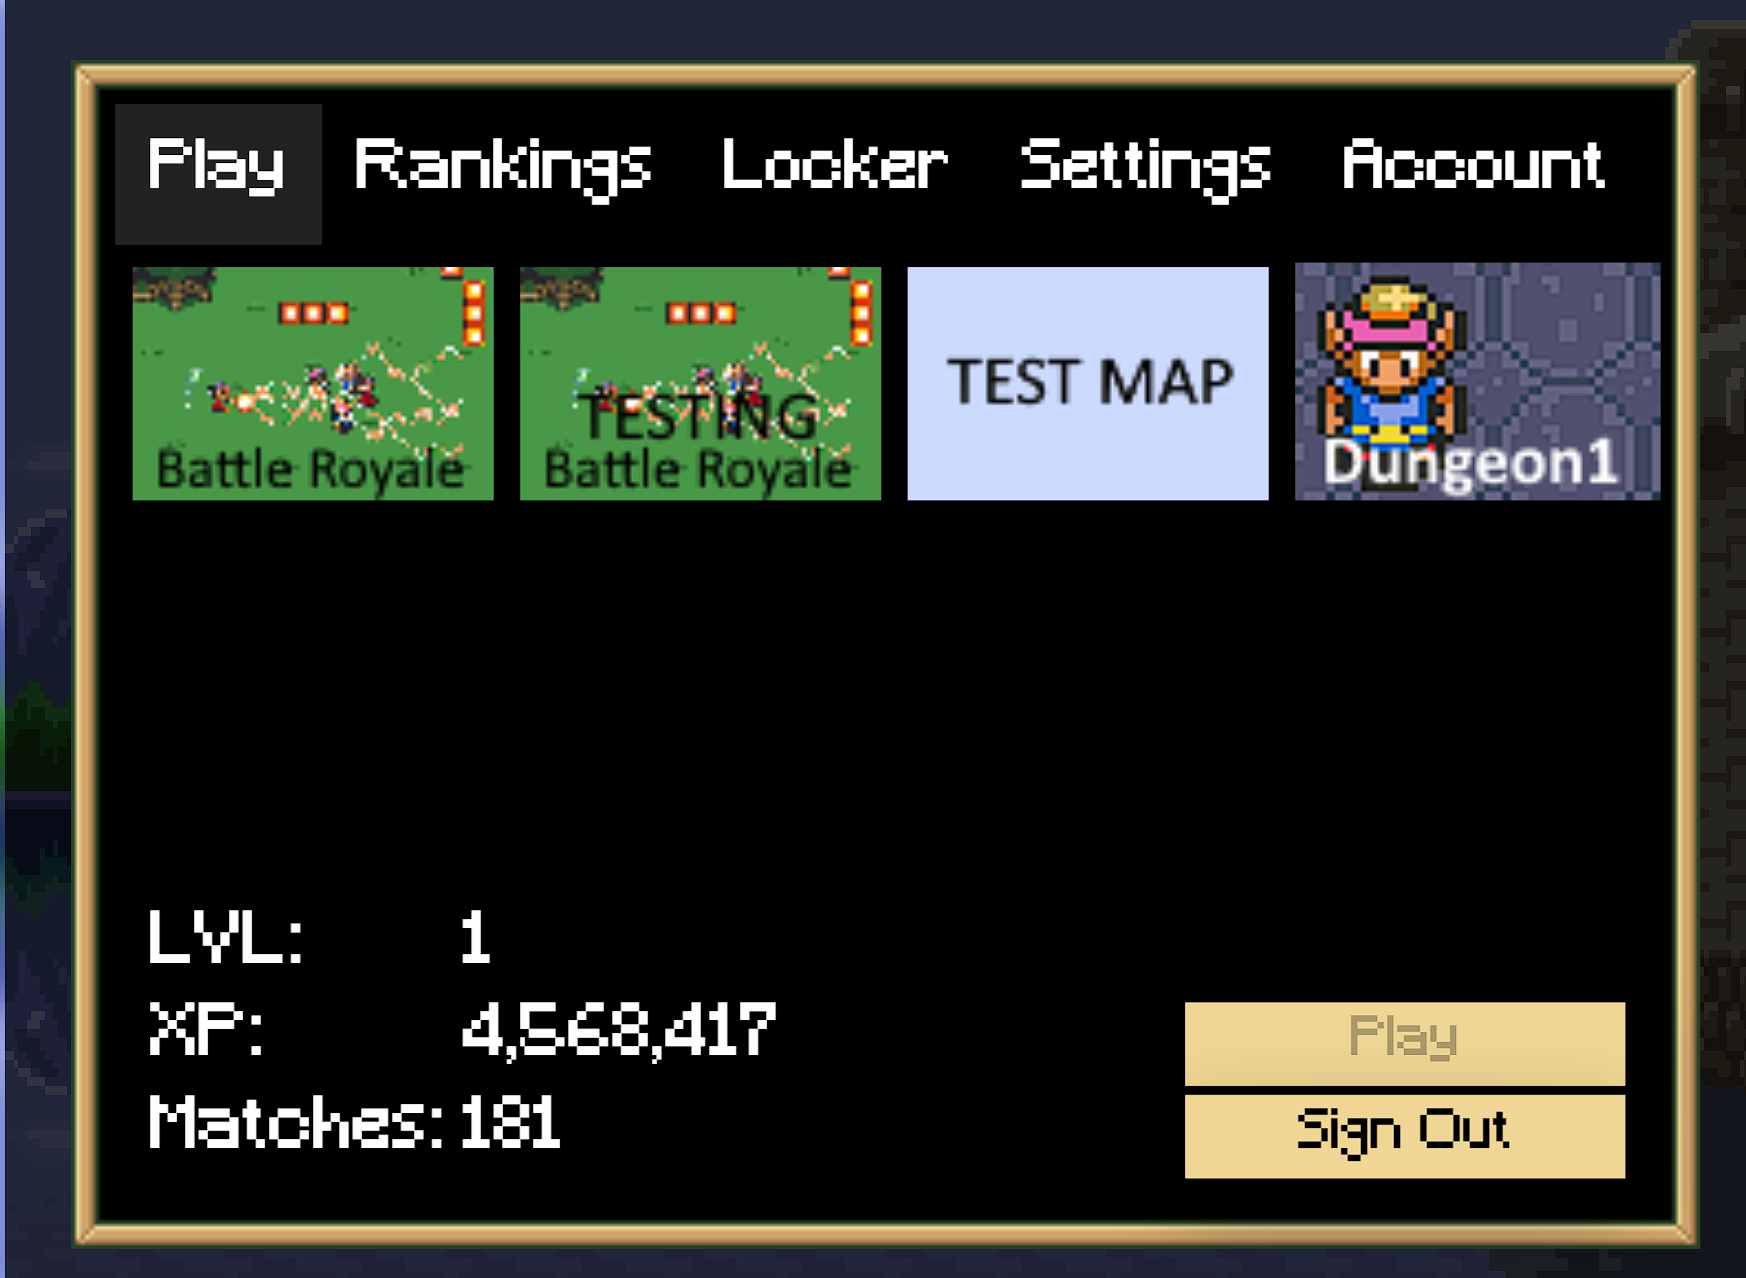 Play Rankings Locker Settings Account
Battle Royale
TESTING
Battle Royale
TEST MAP
Dungeon1
LVL: 1
XP: 4,568,417
Matches: 181
Play
Sign Out